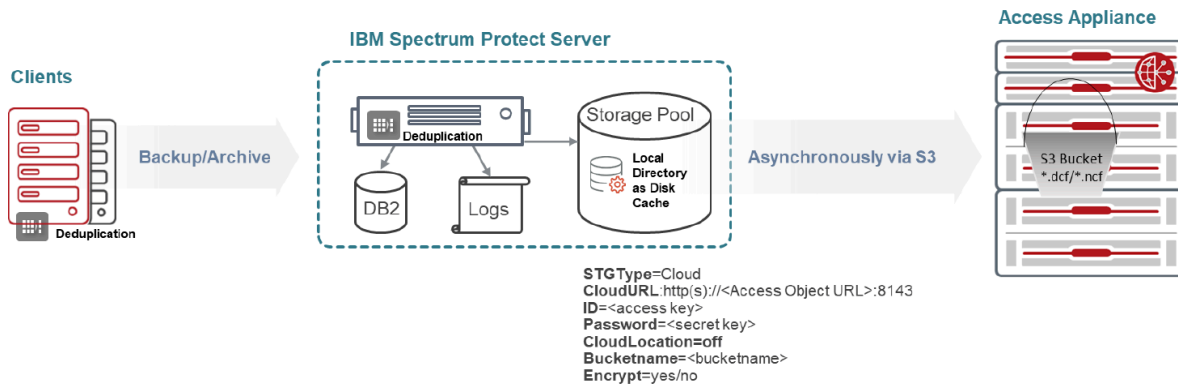 Access Appliance
IBM Spectrum Protect Server
Clients
Backup/Archive
Deduplication
Deduplication
DB2
Logs
Storage Pool
Local
Directory
as Disk
Cache
Asynchronously via S3
S3 Bucket
*.dcf/*.ncf
STGType=Cloud
CloudURL:http(s)://<Access Object URL>:8143
ID=<access key>
Password=<secret key>
CloudLocation=off
Bucketname=<bucketname>
Encrypt=yes/no